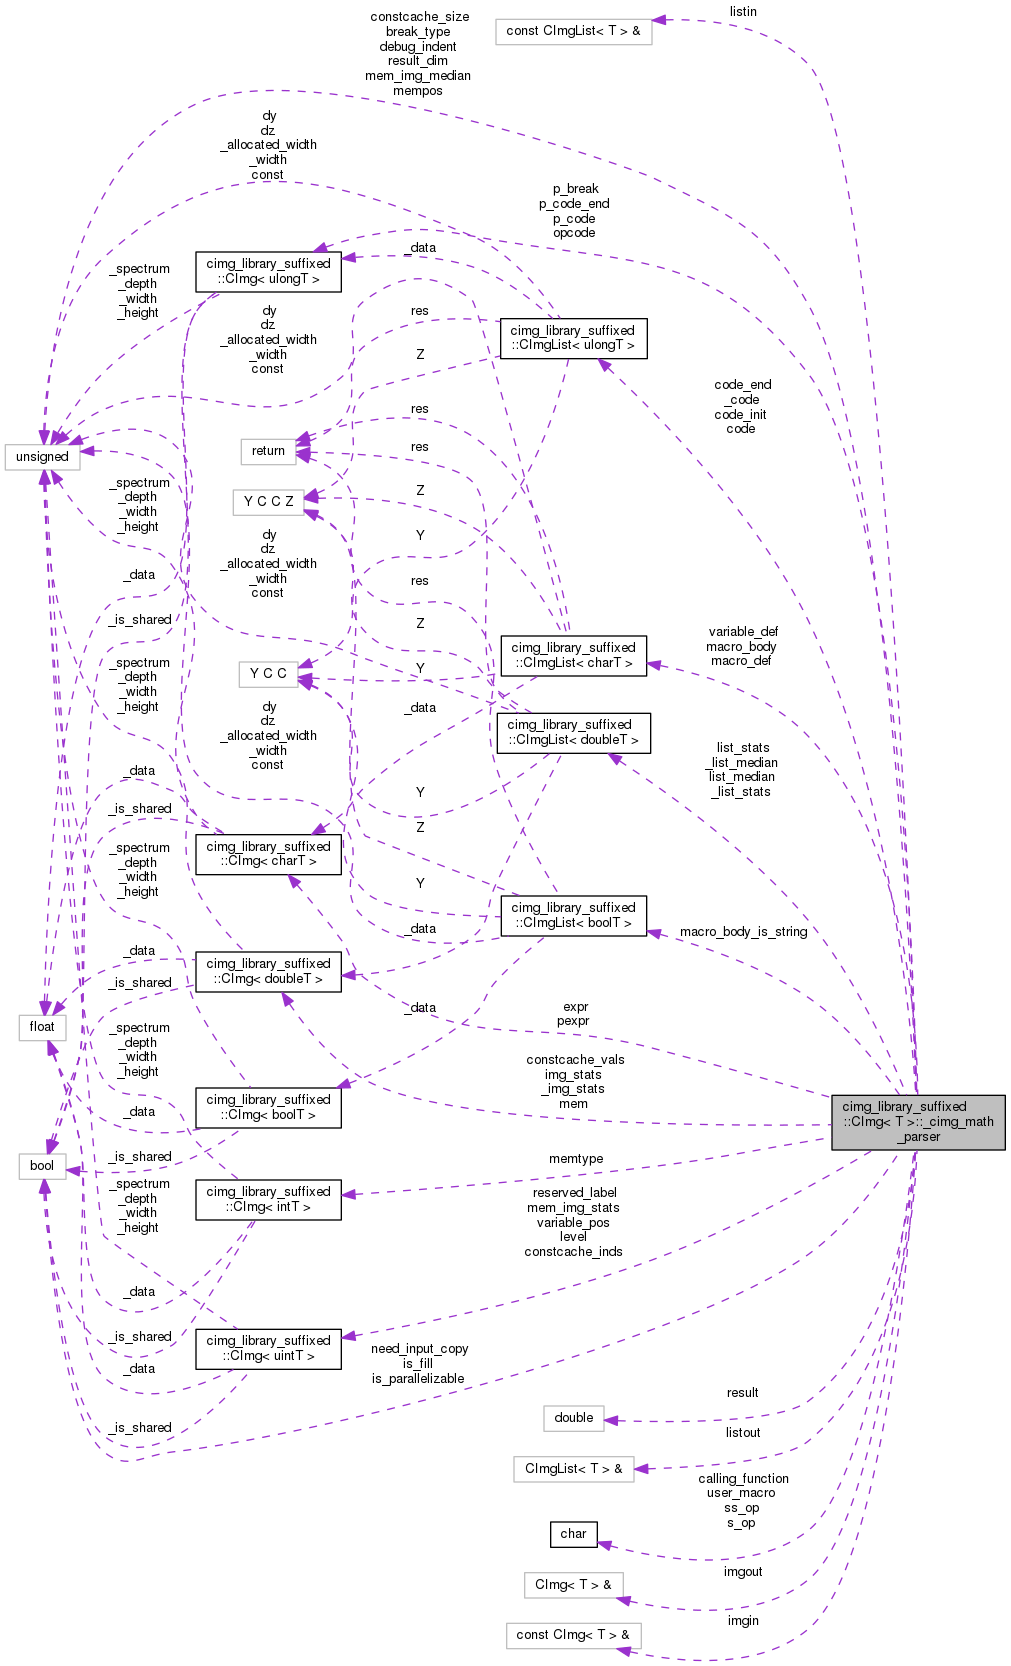 constcache_size
break_type
debug_indent
result_dim
mem_img_median
mempos
listin
const CImgList< T > &
dy
dz
_allocated_width
_width
const
p_break
p_code_end
p_code
opcode
_data
cimg_library_suffixed
::CImg< ulongT >
_spectrum
_depth
_width
_height
dy
dz
_allocated_width
_width
const
res
cimg_library_suffixed
::CImgList< ulongT >
Z
code_end
_code
code_init
code
res
unsigned
return
res
_spectrum
_depth
_width
_height
Y C C Z
Z
dy
dz
_allocated_width
_width
const
Y
_data
res
_is_shared
Z
variable_def
macro_body
macro_def
cimg_library_suffixed
::CImgList< charT >
_spectrum
_depth
_width
_height
Y C C
Y
dy
dz
_allocated_width
_width
const
_data
cimg_library_suffixed
::CImgList< doubleT >
list_stats
_list_median
list_median
_list_stats
_data
Y
_is_shared
Z
cimg_library_suffixed
::CImg< charT >
_spectrum
_depth
_width
_height
Y
cimg_library_suffixed
::CImgList< boolT >
_data
macro_body_is_string
_data
cimg_library_suffixed
::CImg< doubleT >
_is_shared
_data
expr
pexpr
float
_spectrum
_depth
_width
_height
constcache_vals
img_stats
_img_stats
mem
cimg_library_suffixed
::CImg< boolT >
_data
cimg_library_suffixed
::CImg< T >::_cimg_math
_parser
bool
_is_shared
memtype
_spectrum
_depth
_width
_height
cimg_library_suffixed
::CImg< intT >
reserved_label
mem_img_stats
variable_pos
level
constcache_inds
_data
_is_shared
cimg_library_suffixed
::CImg< uintT >
_data
need_input_copy
is_fill
is_parallelizable
_is_shared
result
double
listout
CImgList< T > &
calling_function
user_macro
ss_op
s_op
char
imgout
CImg< T > &
imgin
const CImg< T > &